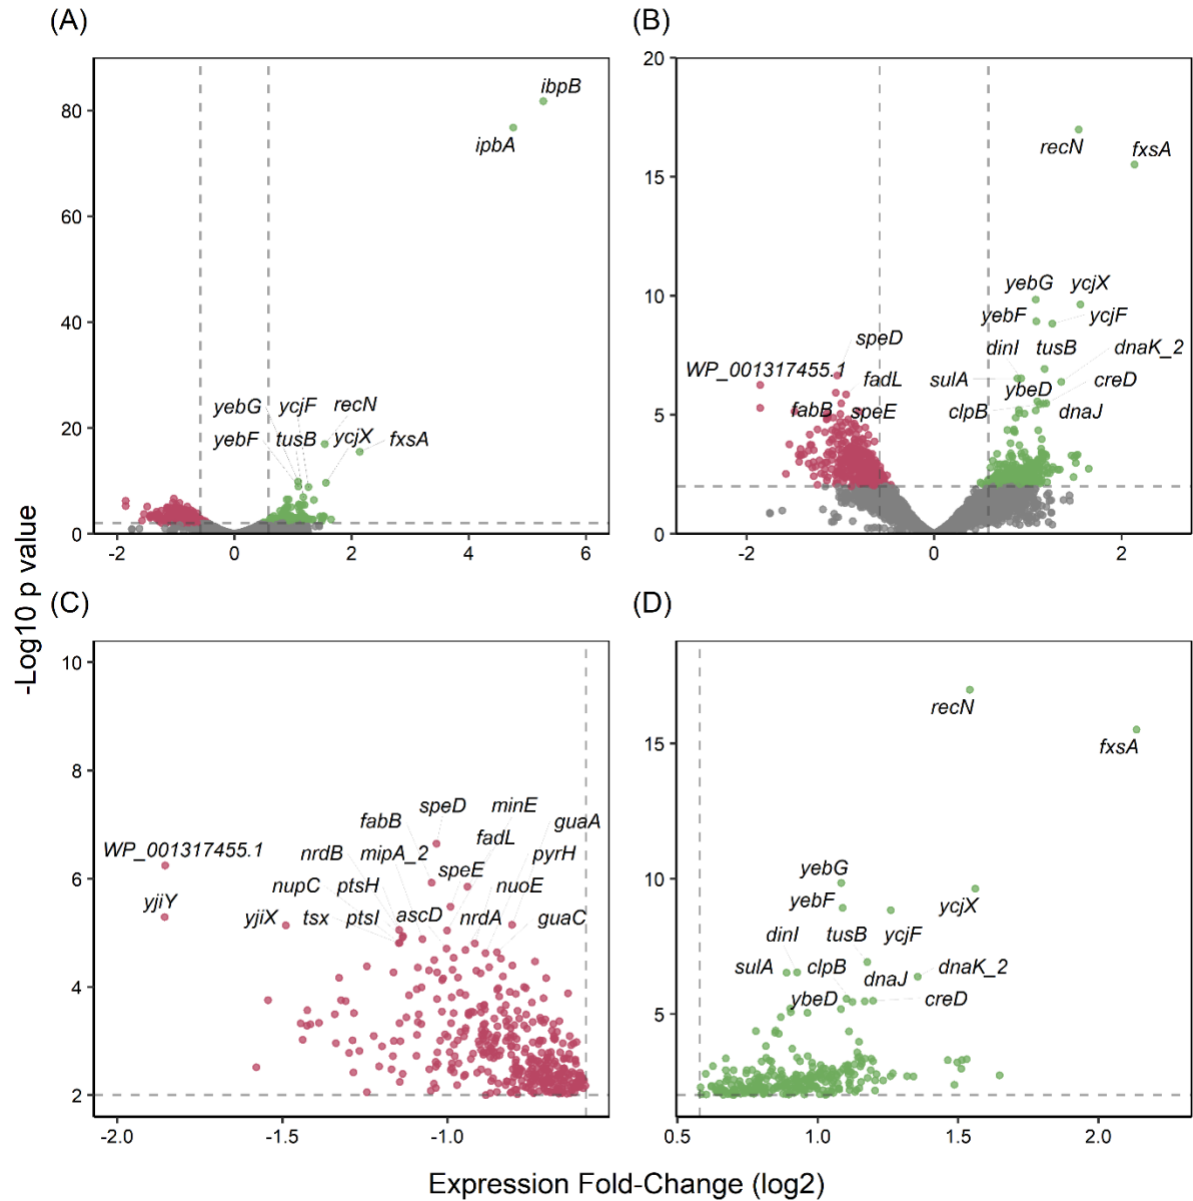 (A)
ibpB
ipbA
80
60
40
20
0
yebG ycjF recN
yebF tusB ycjX fxsA
-2 0 2 4 6
(B)
20
15
10
5
0
recN fxsA
yebG ycjX
yebF ycjF
speD dinI tusB dnaK_2
WP_001317455.1 fadL sulA ybeD creD
fabB speE clpB dnaJ
-2 0 2
-Log10 p value
(C)
10
8
6
4
2
speD minE
fabB fadL guaA
WP_001317455.1 nrdB mipA_2 speE pyrH
nupC ptsH nuoE
yjiY
yjiX tsx ptsI ascD nrdA guaC
-2.0 -1.5 -1.0
(D)
15
10
5
recN
fxsA
yebG
yebF ycjX
dinI tusB ycjF
sulA clpB dnaJ dnaK_2
ybeD creD
0.5 1.0 1.5 2.0
Expression Fold-Change (log2)